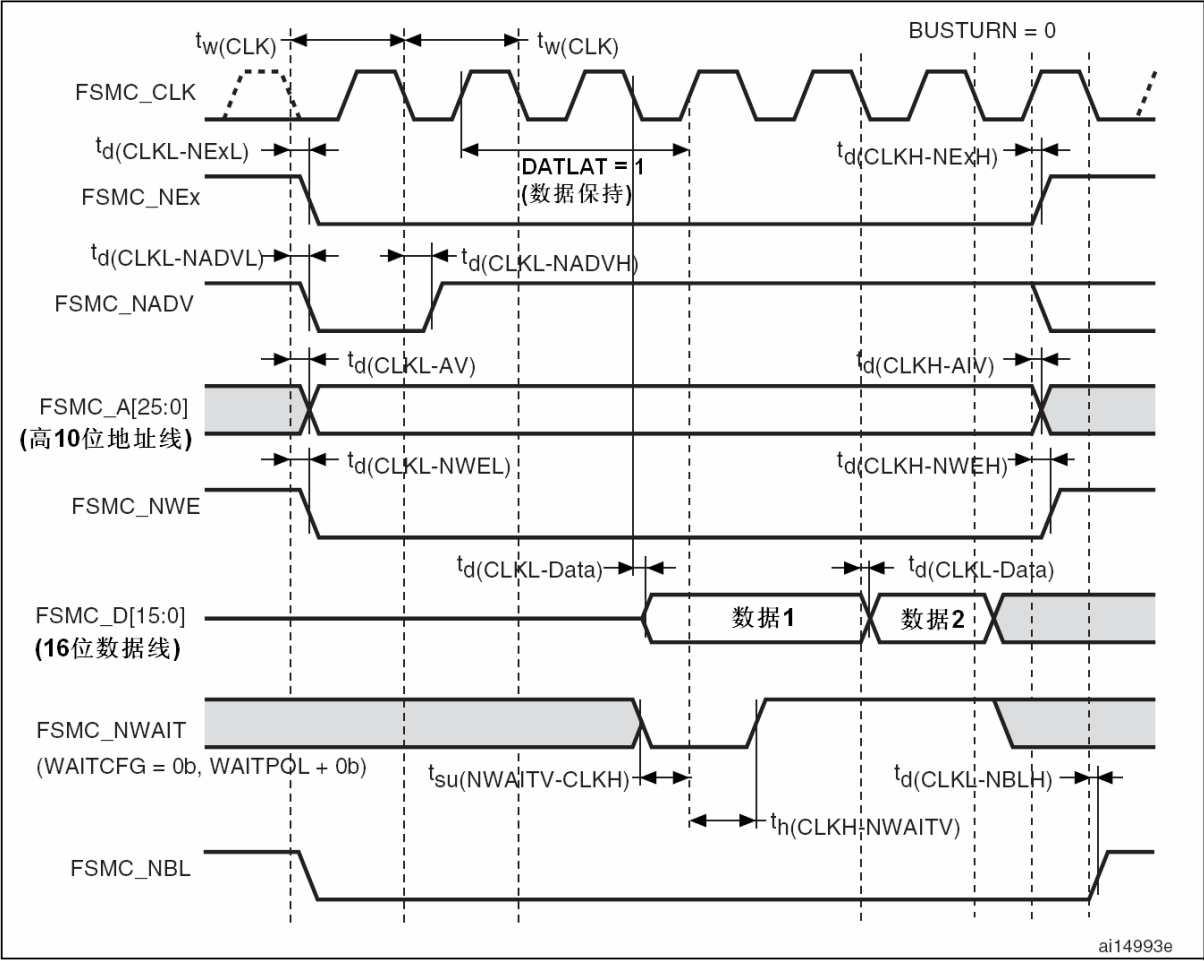 BUSTURN = 0
tw(CLK)
tw(CLK)
FSMC_CLK
td(CLKL-NExL)
DATLAT = 1
(数据保持)
td(CLKH-NExH)
FSMC_NEx
td(CLKL-NADVL)
td(CLKL-NADVH)
FSMC_NADV
td(CLKL-AV)
td(CLKH-AIV)
FSMC_A[25:0]
(高10位地址线)
td(CLKL-NWEL)
td(CLKH-NWEH)
FSMC_NWE
td(CLKL-Data)
td(CLKL-Data)
FSMC_D[15:0]
(16位数据线)
数据1
数据2
FSMC_NWAIT
(WAITCFG = 0b, WAITPOL + 0b)
tsu(NWAITV-CLKH)
td(CLKL-NBLH)
th(CLKH-NWAITV)
FSMC_NBL
ai14993e